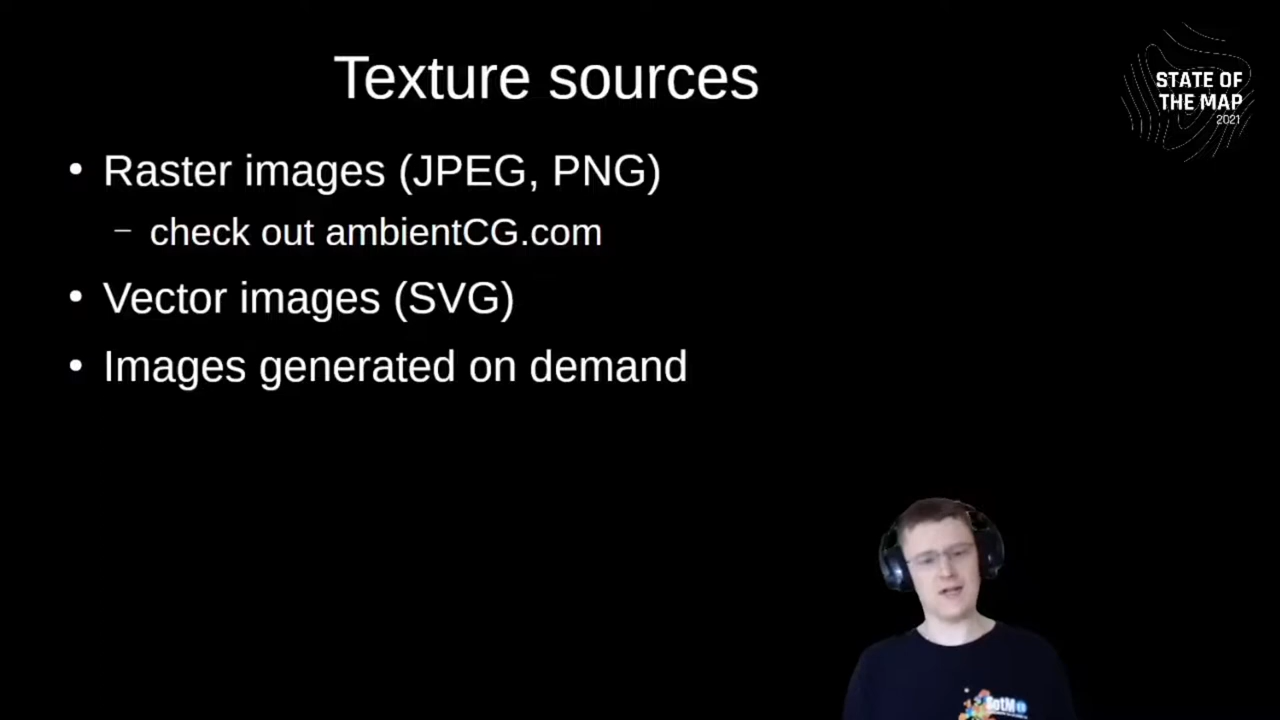 Texture sources
STATE OF
THE MAP
2021
• Raster images (JPEG, PNG)
– check out ambientCG.com
• Vector images (SVG)
• Images generated on demand
SotM